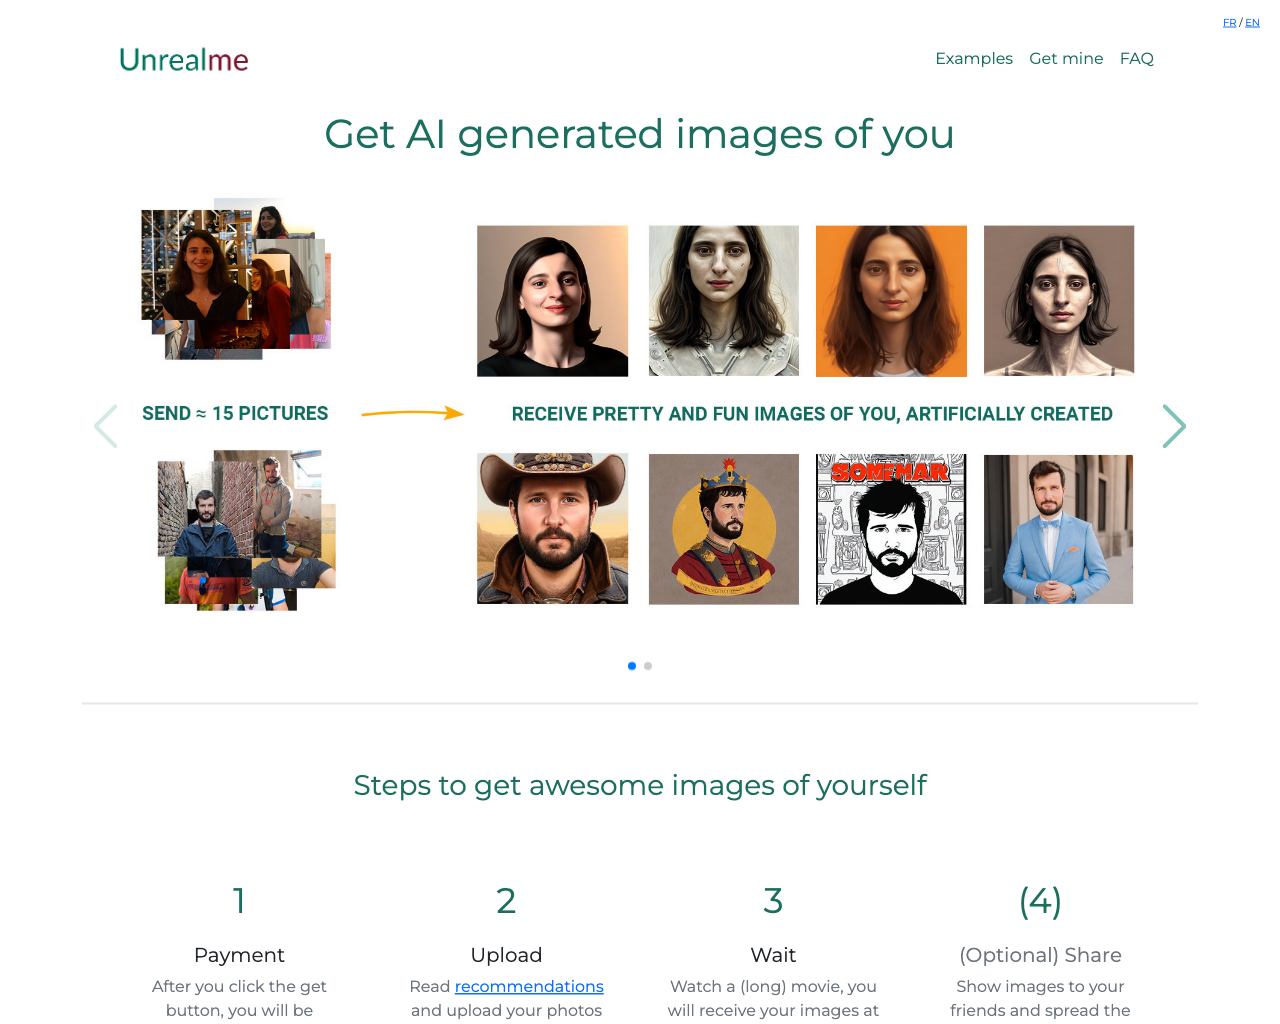 FR / EN
Unrealme
Examples Get mine FAQ
Get AI generated images of you
SEND ≈ 15 PICTURES
RECEIVE PRETTY AND FUN IMAGES OF YOU, ARTIFICIALLY CREATED
SOMEMAR
Steps to get awesome images of yourself
1
Payment
After you click the get
button, you will be
2
Upload
Read recommendations
and upload your photos
3
Wait
Watch a (long) movie, you
will receive your images at
(4)
(Optional) Share
Show images to your
friends and spread the